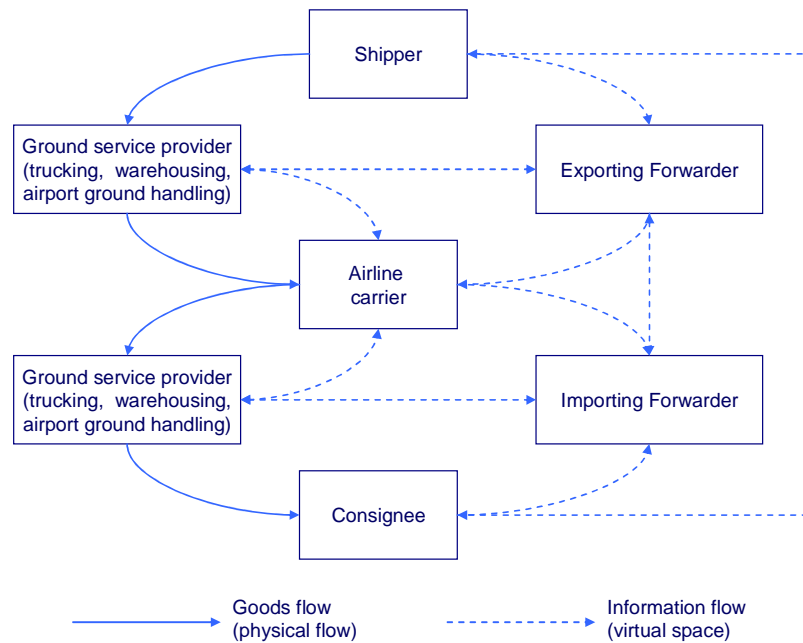 Shipper
Ground service provider
(trucking, warehousing,
airport ground handling)
Exporting Forwarder
Airline
carrier
Ground service provider
(trucking, warehousing,
airport ground handling)
Importing Forwarder
Consignee
Goods flow
(physical flow)
Information flow
(virtual space)